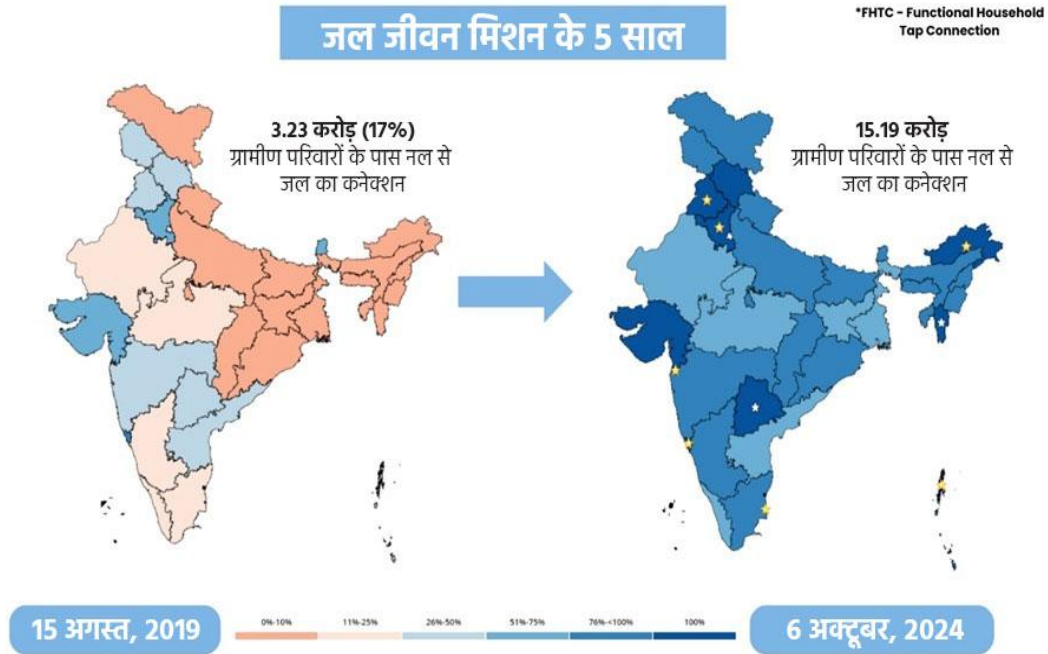 जल जीवन मिशन के 5 साल
*FHTC - Functional Household
Tap Connection
3.23 करोड़ (17%)
ग्रामीण परिवारों के पास नल से
जल का कनेक्शन
15.19 करोड़
ग्रामीण परिवारों के पास नल से
जल का कनेक्शन
15 अगस्त, 2019
0%-10%
11%-25%
26%-50%
51%-75%
76%-<100%
100%
6 अक्टूबर, 2024